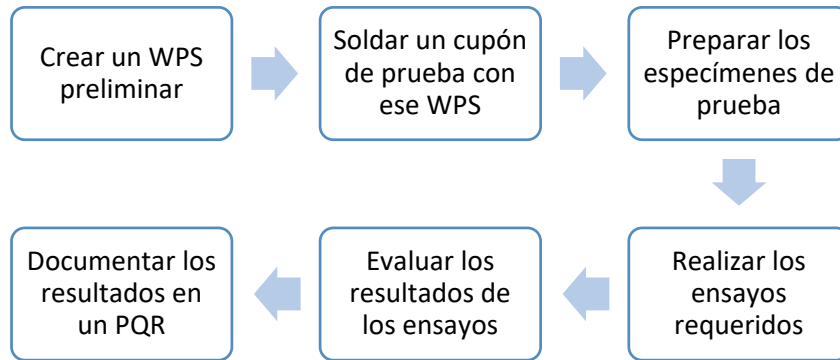 Crear un WPS
preliminar
Soldar un cupón
de prueba con
ese WPS
Preparar los
especímenes de
prueba
Realizar los
ensayos
requeridos
Evaluar los
resultados de
los ensayos
Documentar los
resultados en
un PQR